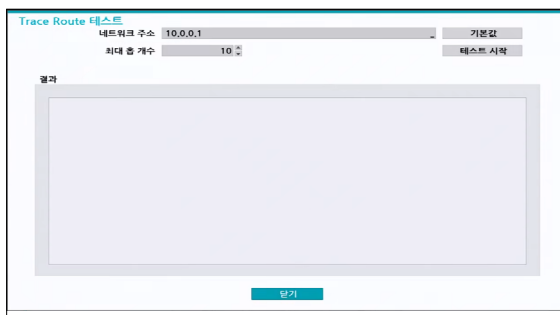 Trace Route 테스트
네트워크 주소 10.0.0.1 기본값
최대 홉 개수 10 테스트 시작
결과
닫기